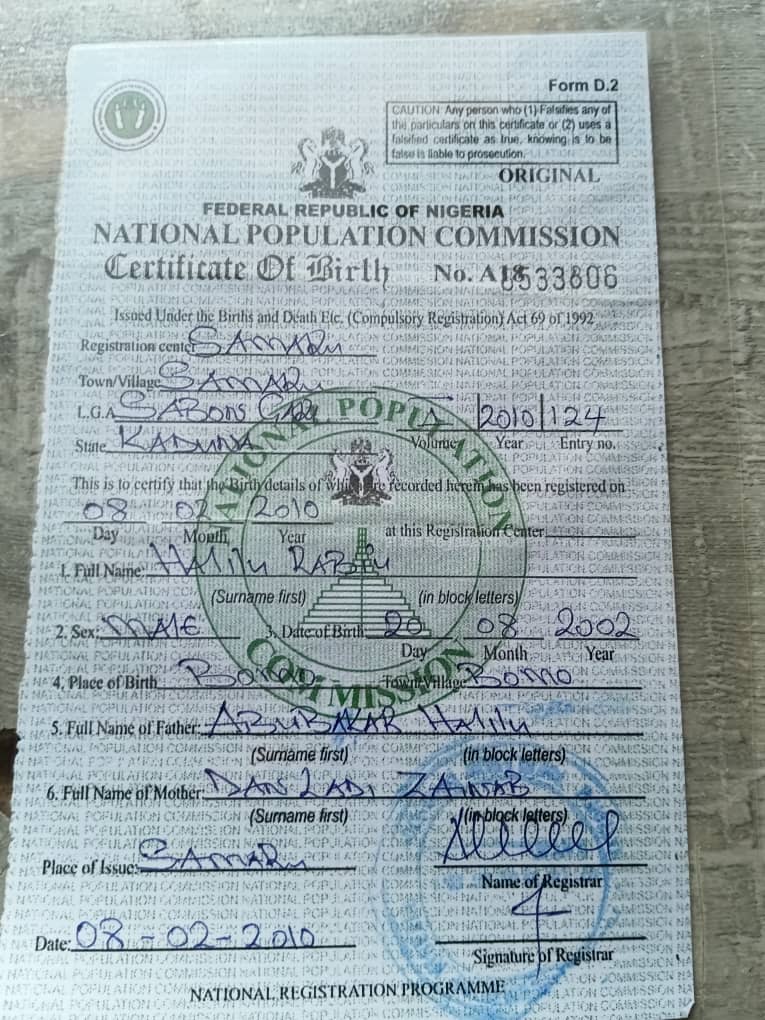 Form D.2
CAUTION: Any person who (1) Falsifies any of
the particulars on this certificate or (2) uses a
falsified certificate as true, knowing is to be
false is liable to prosecution.
ORIGINAL
FEDERAL REPUBLIC OF NIGERIA
NATIONAL POPULATION COMMISSION
Certificate Of Birth No. A18 533806
Issued Under the Births and Death Etc. (Compulsory Registration) Act 69 of 1992
Registration center SAMARU
Town/Village SAMARU
L.G.A SABON GARI 1 2010 124
Volume Year Entry no.
State KADUNA
NATIONAL POPULATION
This is to certify that the Birth details of which are recorded herein has been registered on
08 02 2010 at this Registration Center
Day Month Year
1. Full Name: Halilu RABIU
(Surname first) (in block letters)
2. Sex: MALE 3. Date of Birth 20 08 2002
Day Month Year
COMMISSION
4. Place of Birth Bomo Town/Village Bomo
5. Full Name of Father: ABUBAKAR Halilu
(Surname first) (in block letters)
6. Full Name of Mother: DAN LADI ZAINAB
(Surname first) (in block letters)
Place of Issue: SAMARU
Name of Registrar
Date: 08-02-2010
Signature of Registrar
NATIONAL REGISTRATION PROGRAMME